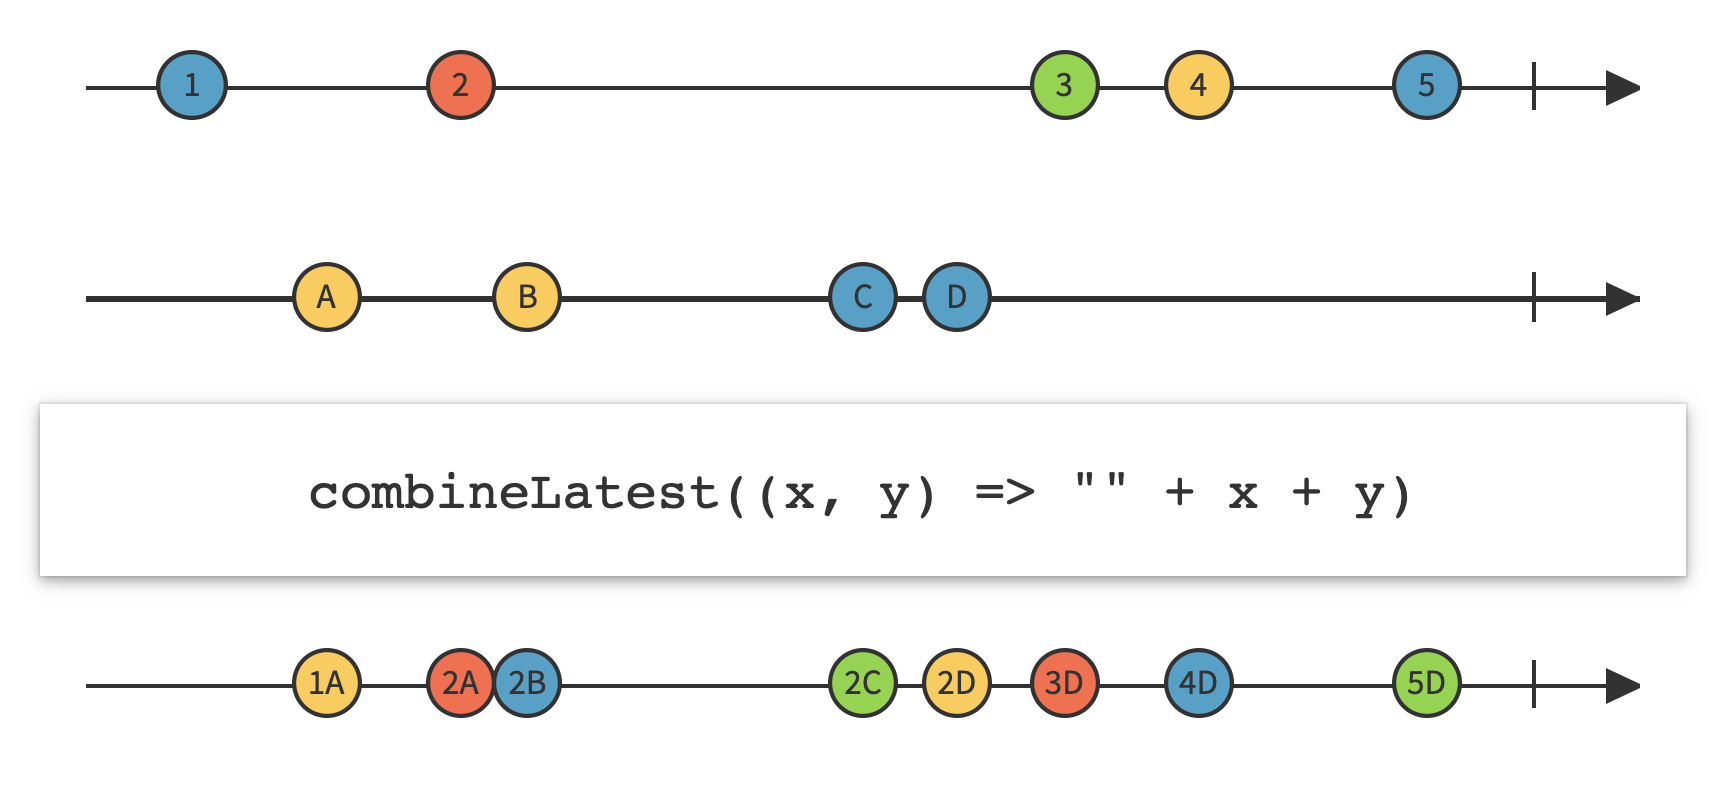 1 2 3 4 5
A B C D
combineLatest((x, y) => "" + x + y)
1A 2A 2B 2C 2D 3D 4D 5D